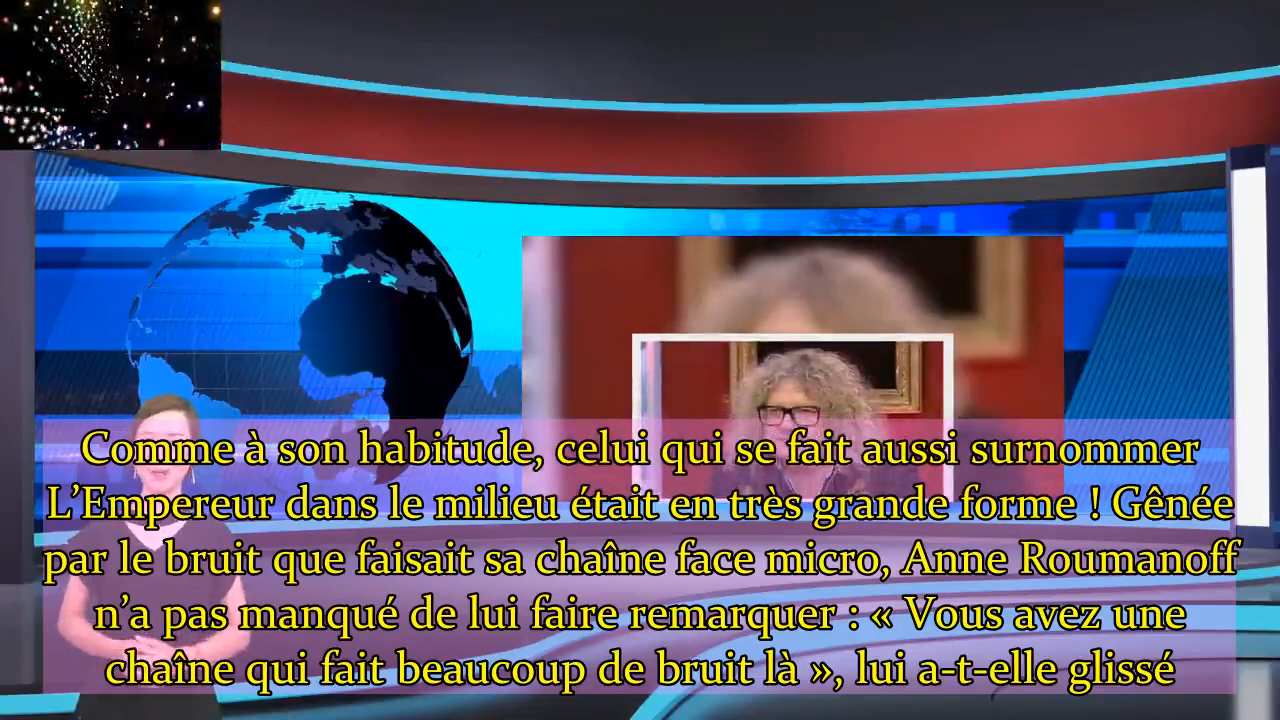 Comme à son habitude, celui qui se fait aussi surnommer
L’Empereur dans le milieu était en très grande forme ! Gênée
par le bruit que faisait sa chaîne face micro, Anne Roumanoff
n’a pas manqué de lui faire remarquer : « Vous avez une
chaîne qui fait beaucoup de bruit là », lui a-t-elle glissé